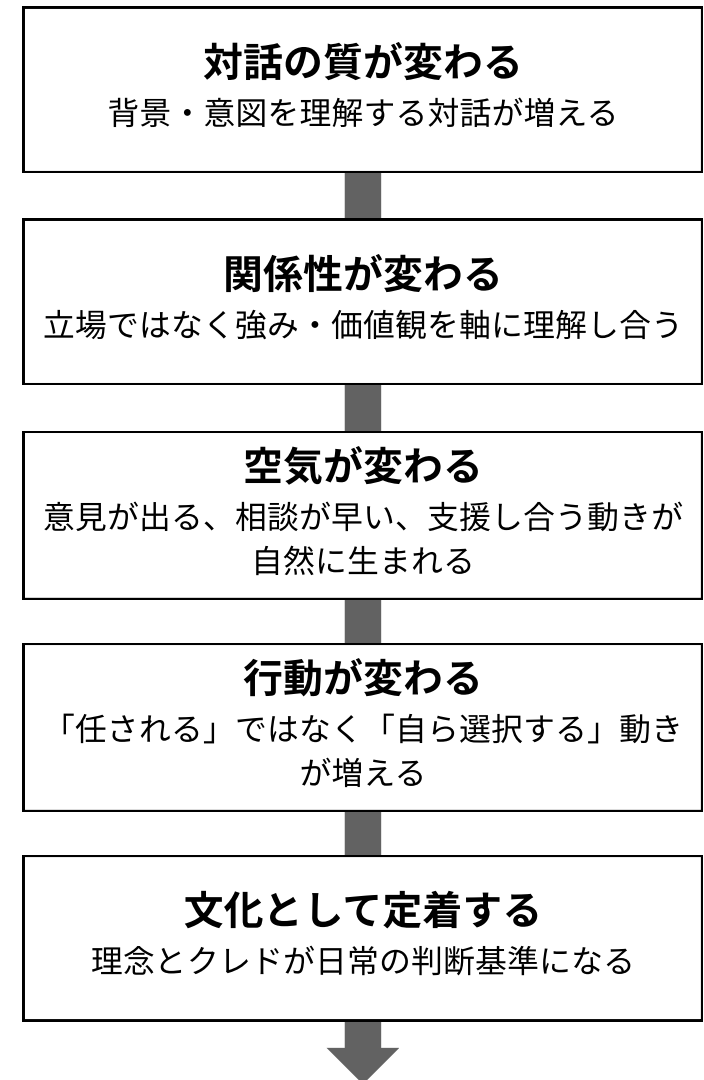 対話の質が変わる
背景・意図を理解する対話が増える
関係性が変わる
立場ではなく強み・価値観を軸に理解し合う
空気が変わる
意見が出る、相談が早い、支援し合う動きが
自然に生まれる
行動が変わる
「任される」ではなく「自ら選択する」動き
が増える
文化として定着する
理念とクレドが日常の判断基準になる